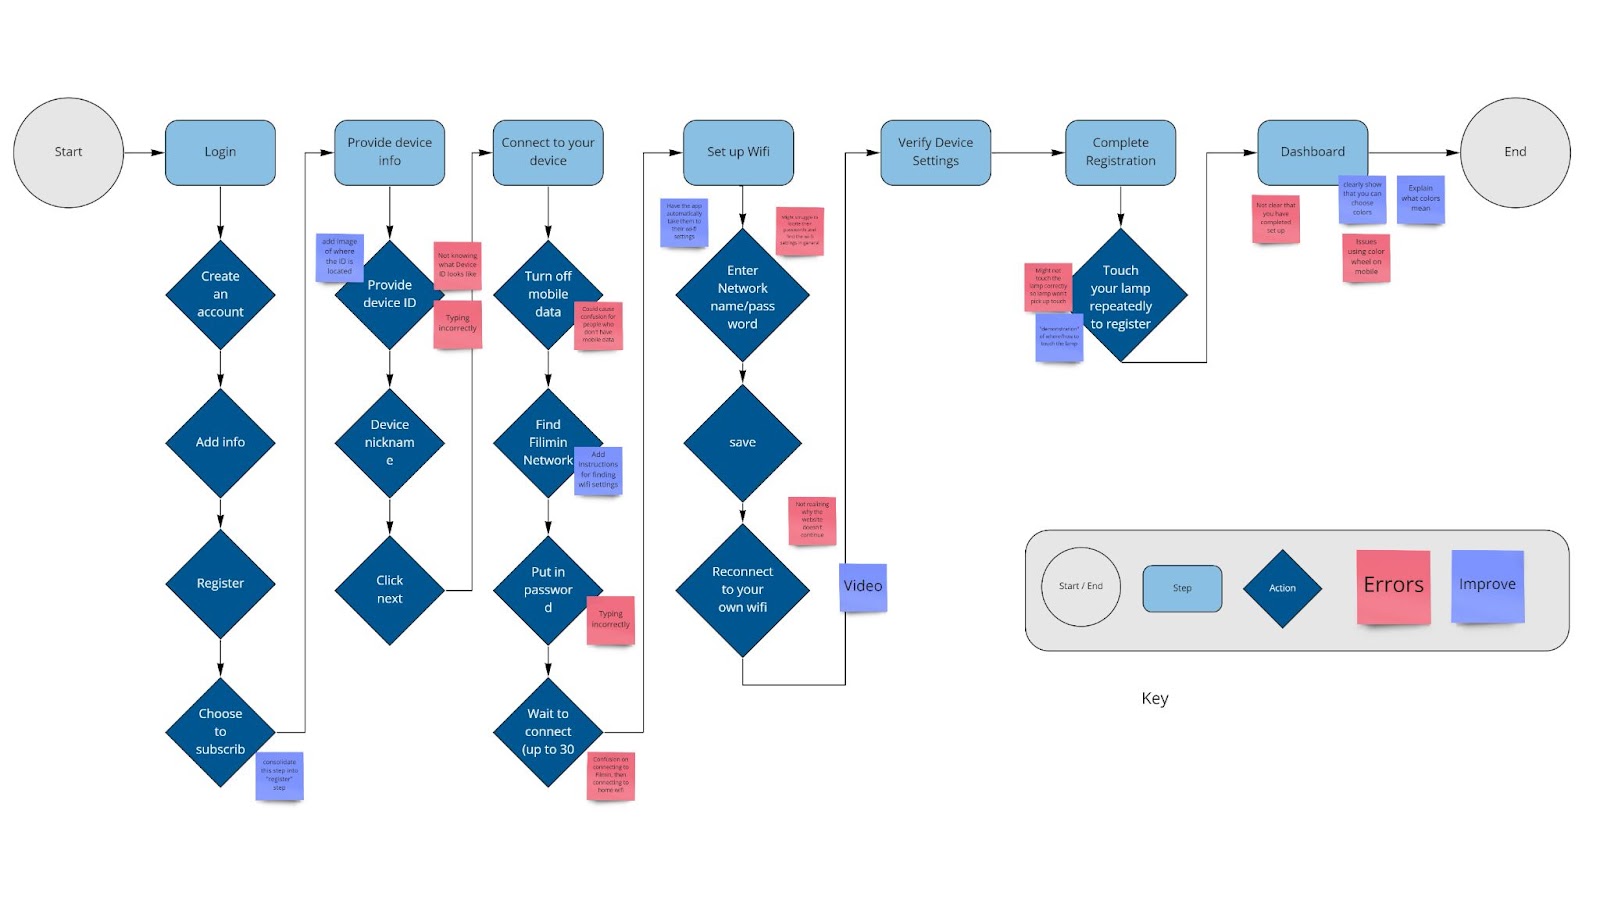 Start
Login
Create
an
account
Add info
Register
Choose
to
subscrib
consolidate
this step into
"register"
step
Provide device
info
add image
of where
the ID is
located
Provide
device ID
Not knowing
what Device
ID looks like
Typing
incorrectly
Device
nicknam
e
Click
next
Connect to your
device
Turn off
mobile
data
Could cause
confusion for
people who
don't have
mobile data
Find
Filimin
Network
Add
instructions
for finding
wifi settings
Put in
passwor
d
Typing
incorrectly
Wait to
connect
(up to 30
Confusion on
connecting to
Filimin, then
connecting to
home wifi
Set up Wifi
Have the app
automatically
take them to
their wi-fi
settings
Might struggle to
locate their
password and
find the wi-fi
settings in general
Enter
Network
name/pass
word
save
Not realizing
why the
website
doesn't
continue
Reconnect
to your
own wifi
Video
Verify Device
Settings
Complete
Registration
Might not
touch the
lamp correctly
so lamp won't
pick up touch
Touch
your lamp
repeatedly
to register
"demonstration"
of where/how to
touch the lamp
Dashboard
Not clear that
you have
completed
set up
clearly show
that you can
choose
colors
Explain
what colors
mean
Issues
using color
wheel on
mobile
End
Start / End
Step
Action
Errors
Improve
Key